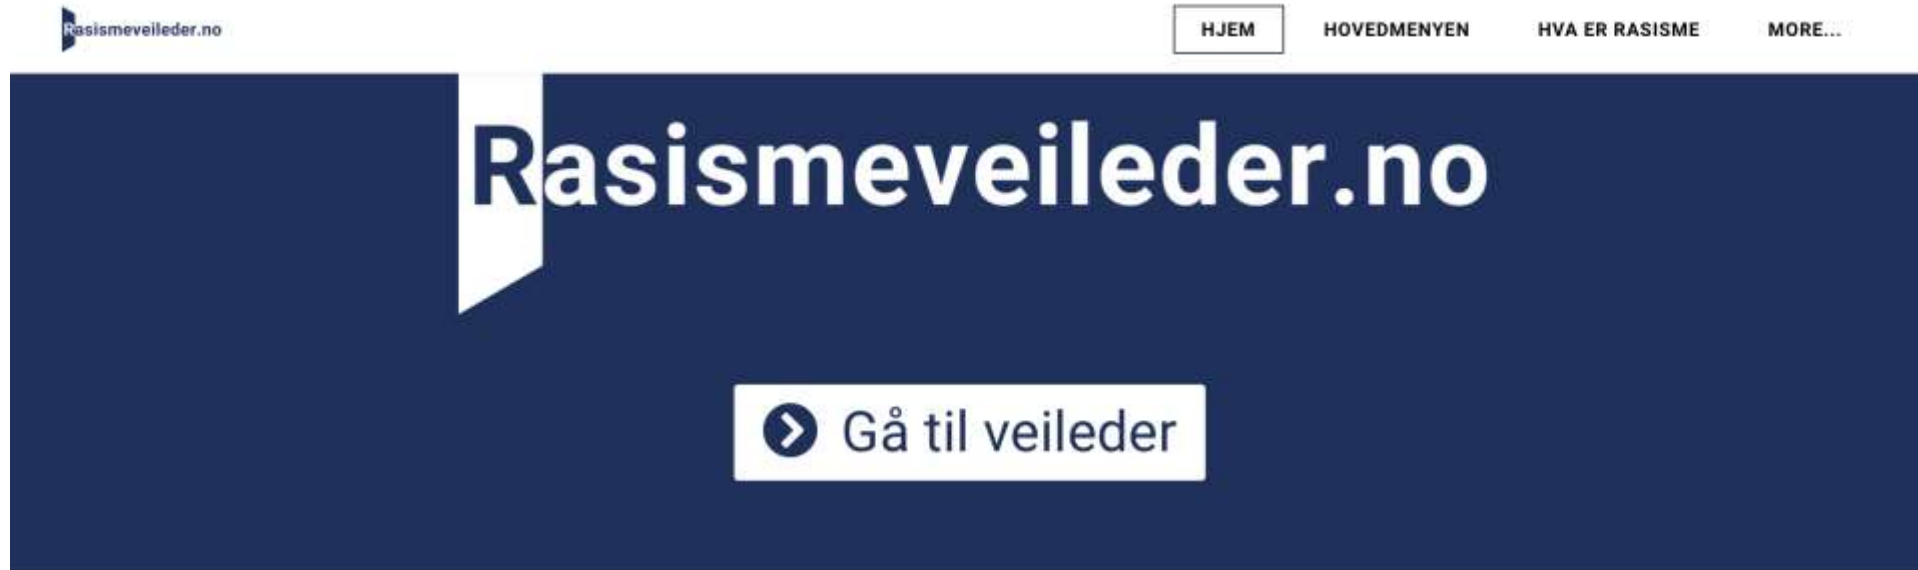 Rasismeveileder.no
HJEM HOVEDMENYEN HVA ER RASISME MORE...
Rasismeveileder.no
Gå til veileder